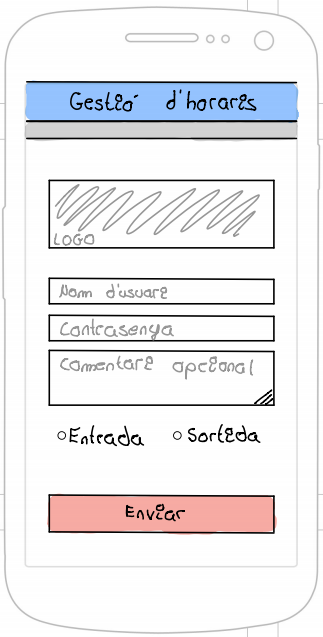 Gestió d'horaris
LOGO
Nom d'usuari
Contrasenya
Comentari opcional
Entrada Sortida
Enviar